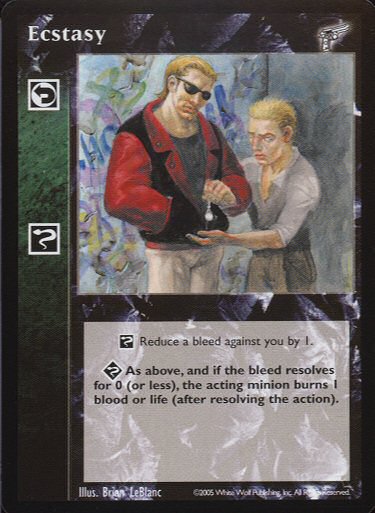 Ecstasy
Reduce a bleed against you by 1.
As above, and if the bleed resolves
for 0 (or less), the acting minion burns 1
blood or life (after resolving the action).
Illus. Brian LeBlanc
©2005 White Wolf Publishing, Inc. All Rights Reserved.